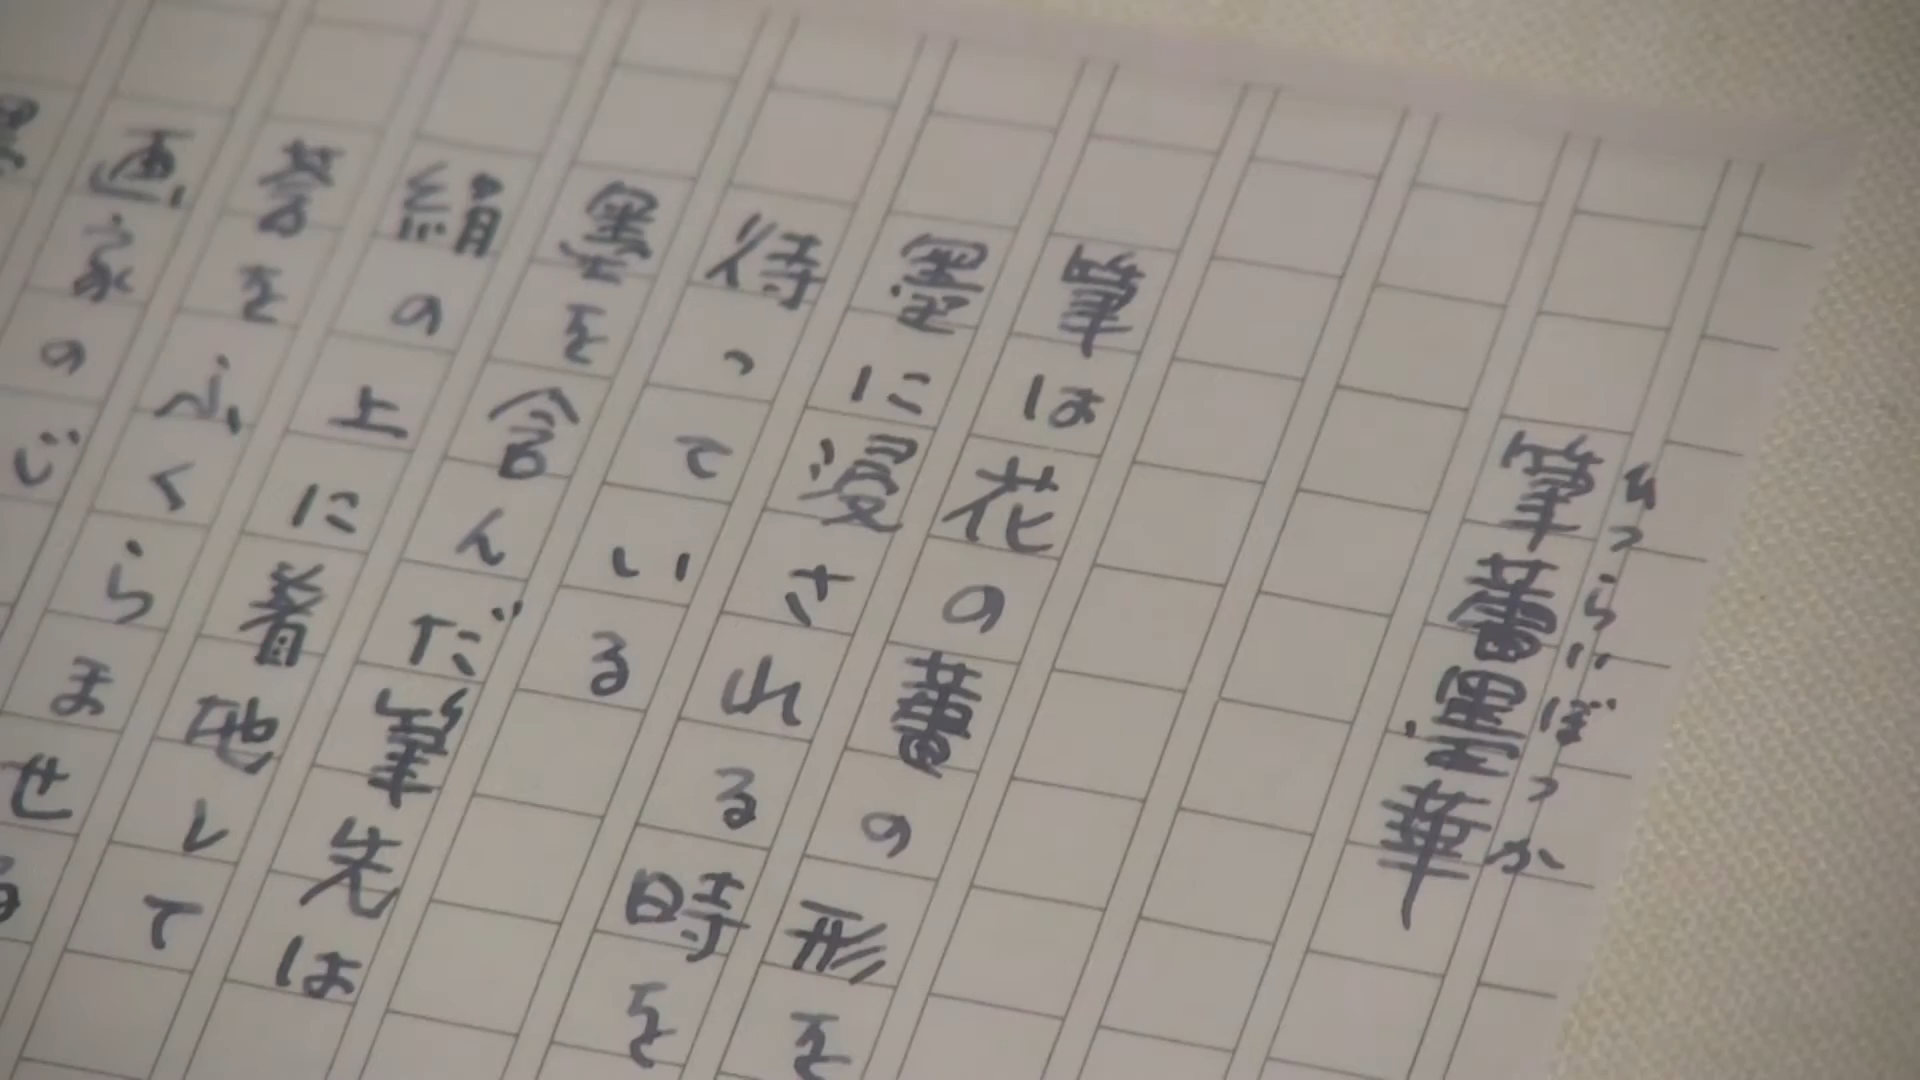 筆蕾墨華
ひつらいぼっか
筆は花の蕾の形を
墨に浸される時を
待っている
墨を含んだ筆先は
絹の上に着地して
莟をふくらませる
画家のじ